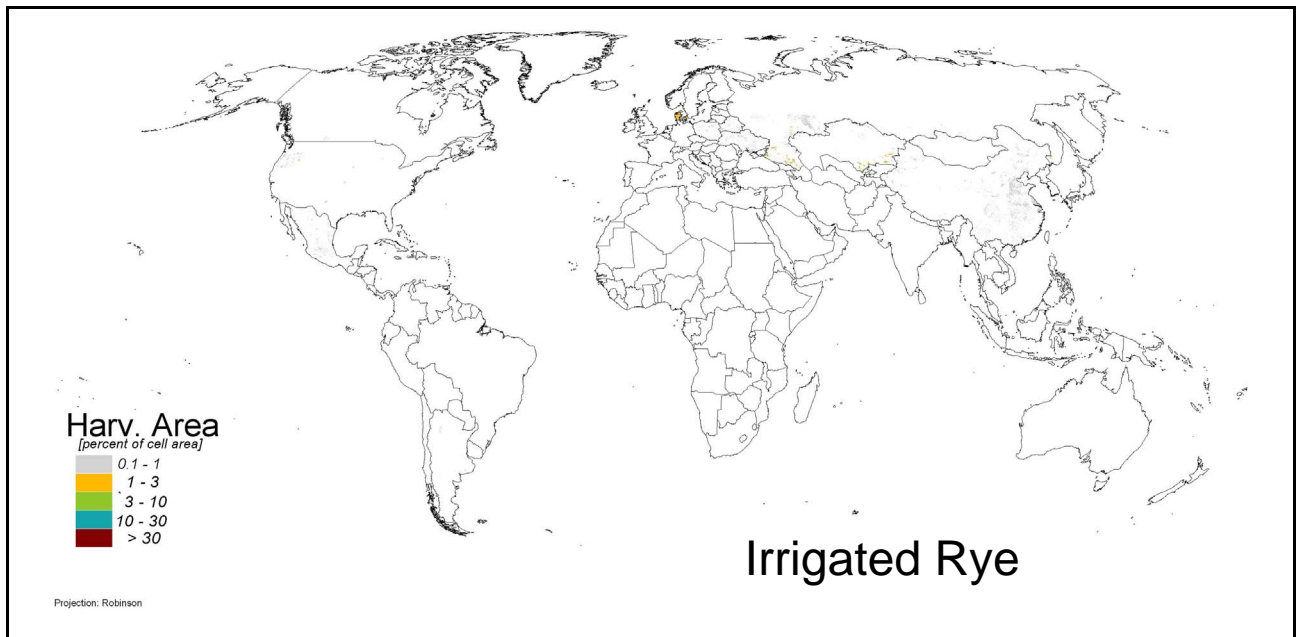 Harv. Area
[percent of cell area]
0.1 - 1
1 - 3
3 - 10
10 - 30
> 30
Irrigated Rye
Projection: Robinson